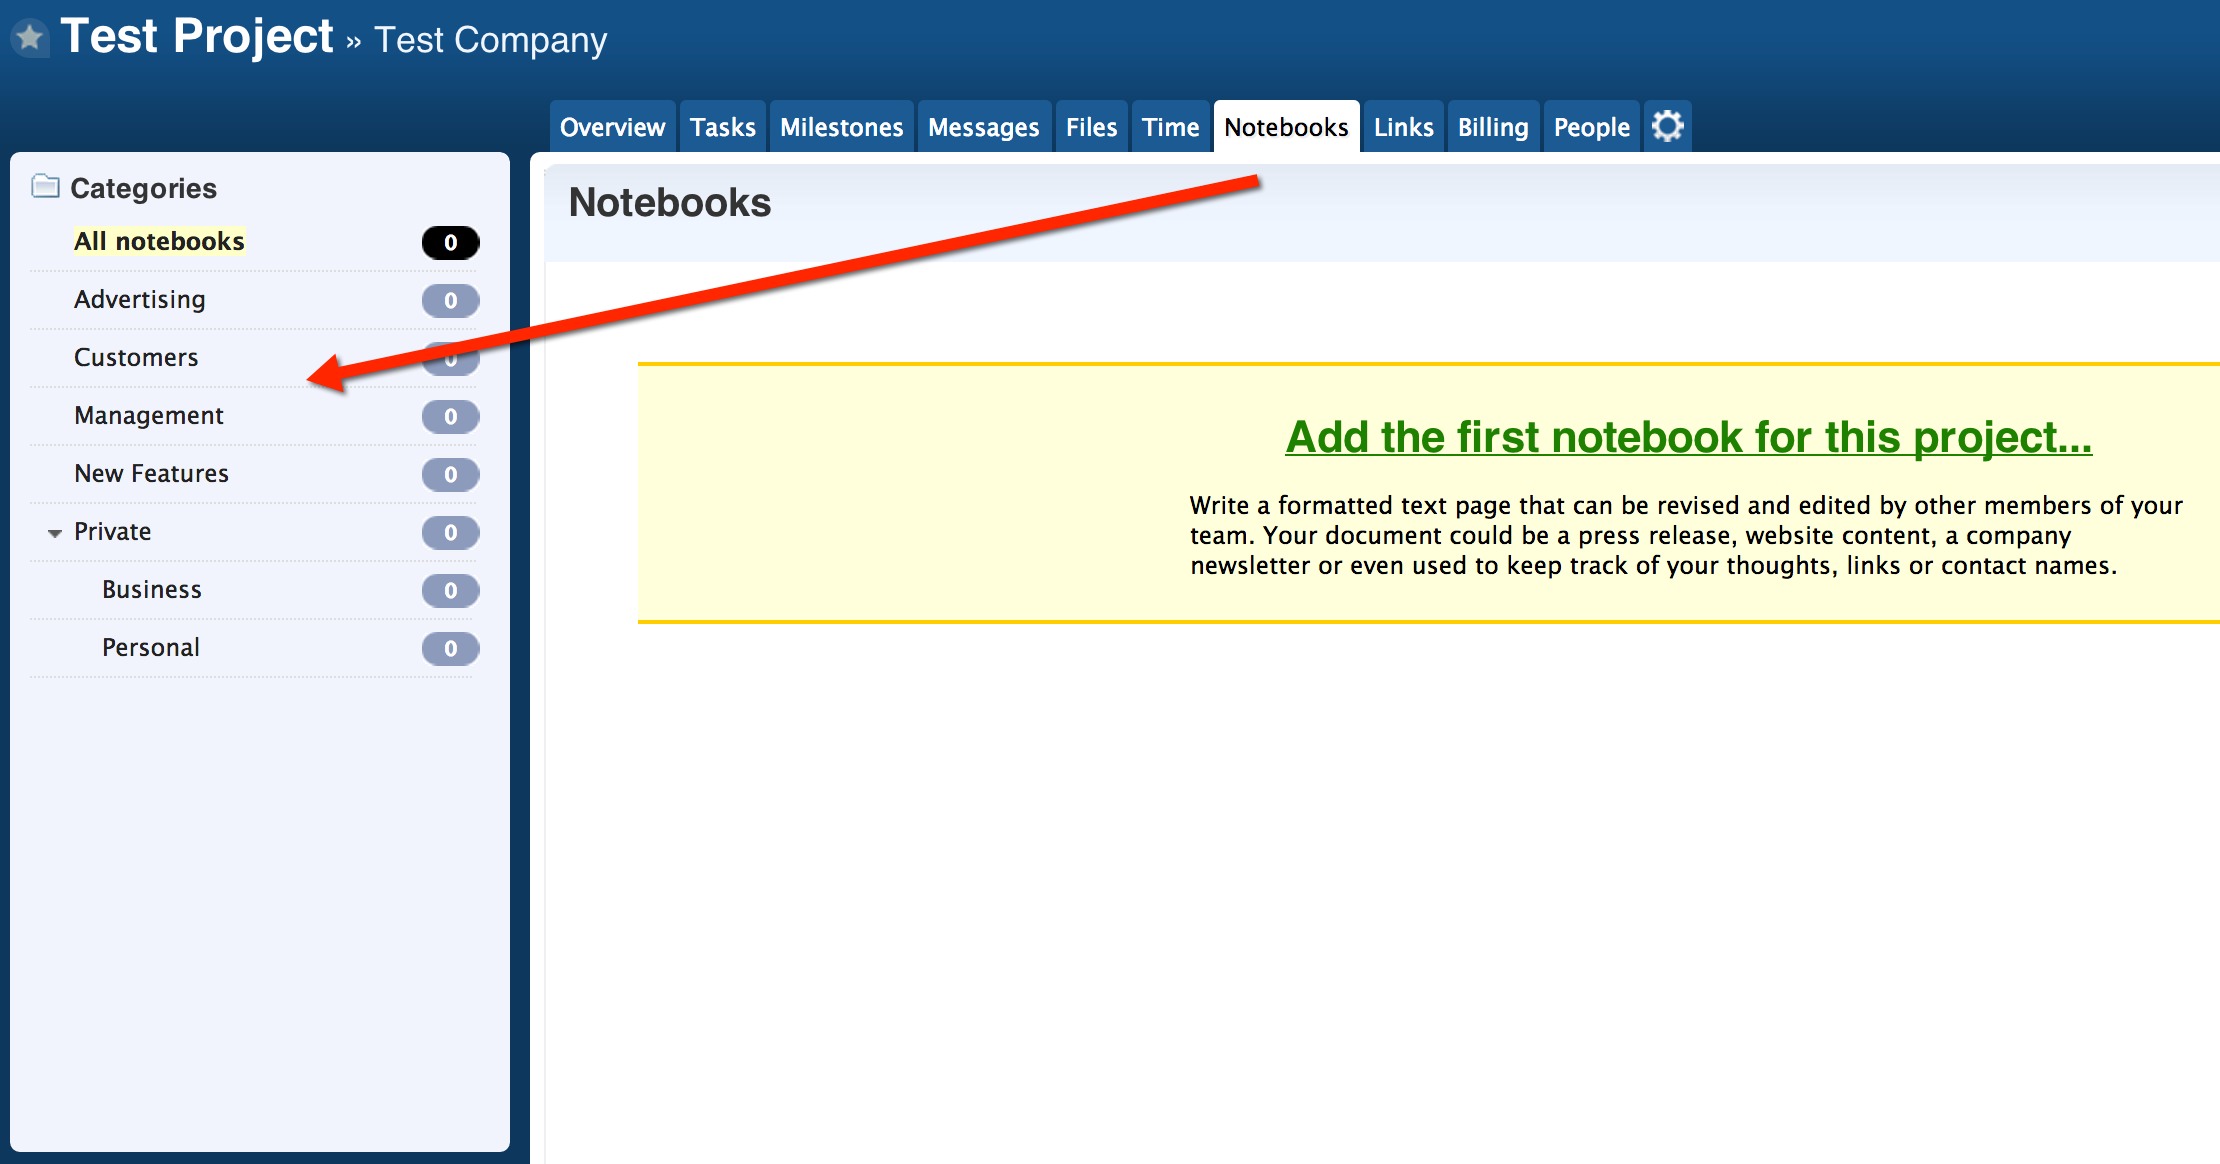 Test Project » Test Company
Overview Tasks Milestones Messages Files Time Notebooks Links Billing People
Categories
All notebooks 0
Advertising 0
Customers 0
Management 0
New Features 0
Private 0
Business 0
Personal 0
Notebooks
Add the first notebook for this project...
Write a formatted text page that can be revised and edited by other members of your
team. Your document could be a press release, website content, a company
newsletter or even used to keep track of your thoughts, links or contact names.